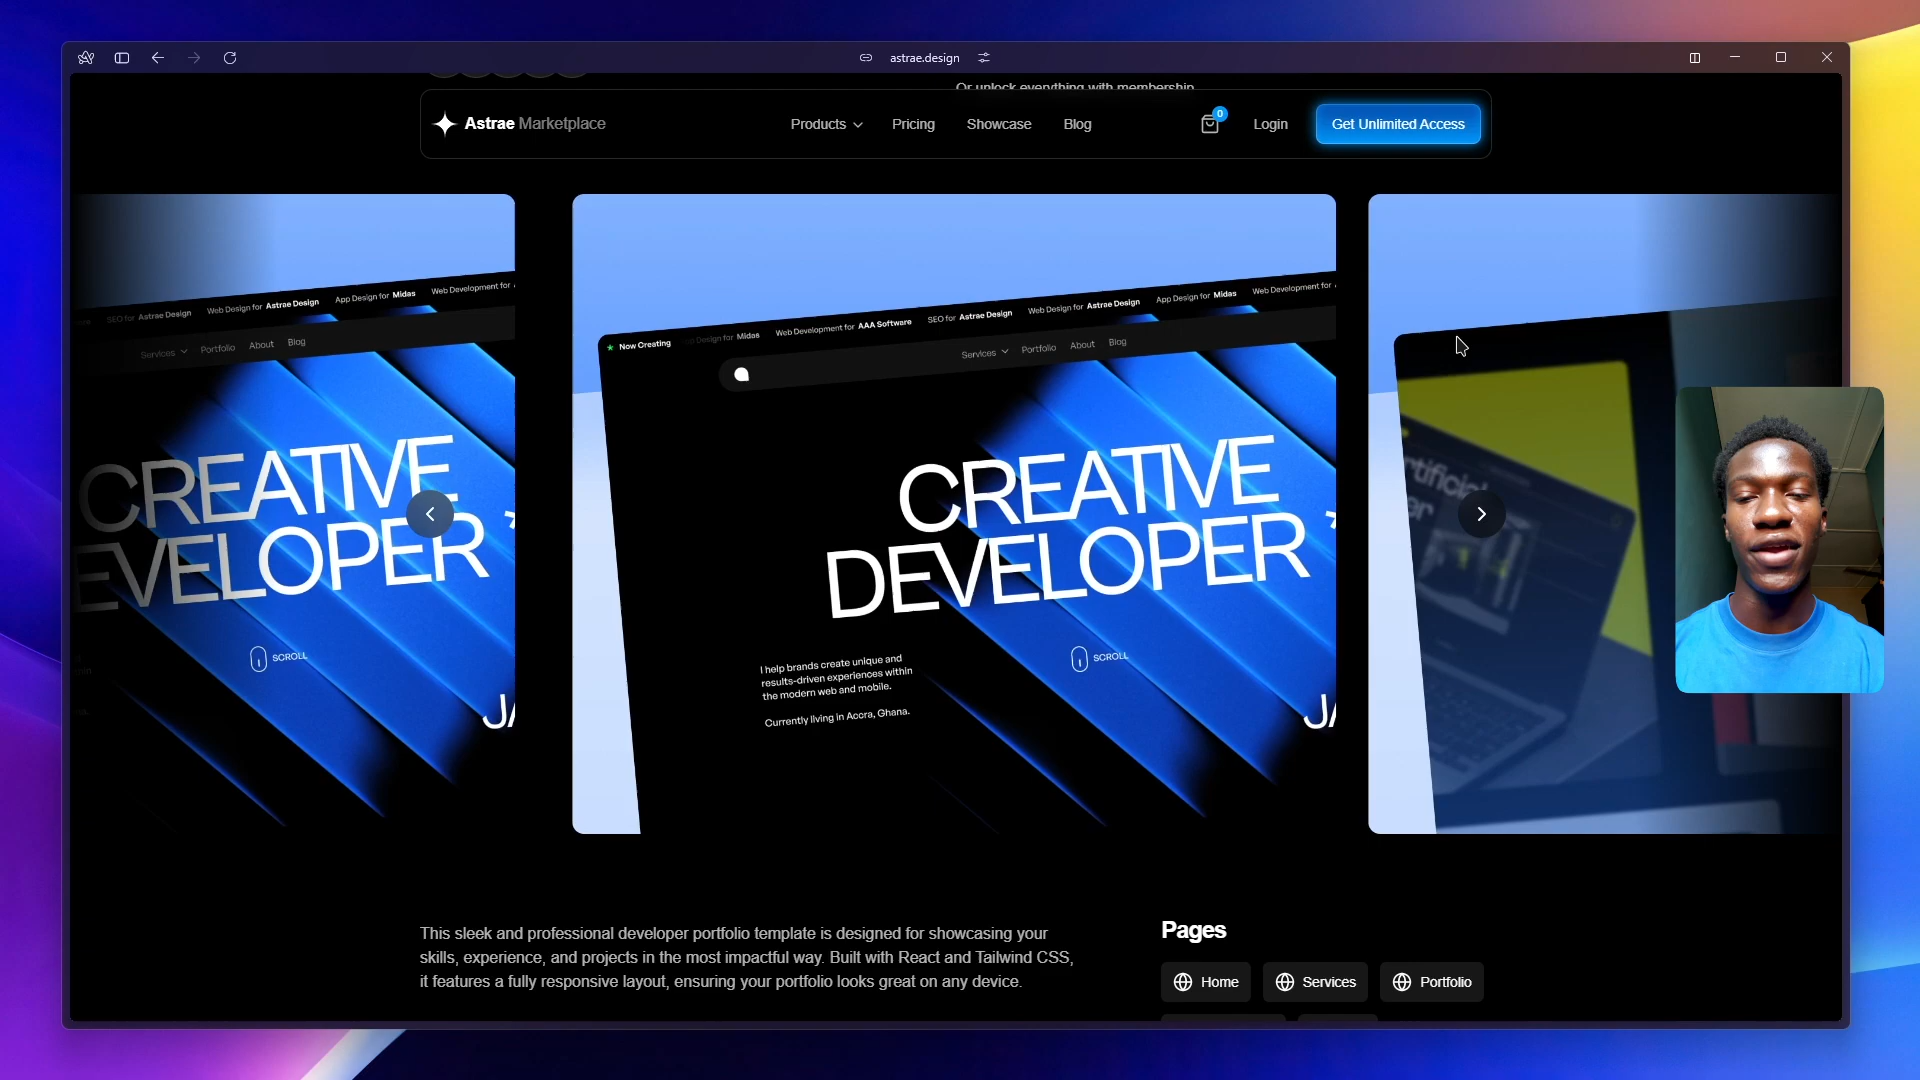 astrae.design
Or unlock everything with membership
Astrae Marketplace
Products
Pricing
Showcase
Blog
0
Login
Get Unlimited Access
SEO for Astrae Design
Web Design for Astrae Design
App Design for Midas
Web Development for
Services
Portfolio
About
Blog
CREATIVE
EVELOPER
SCROLL
JA
Now Creating
Design for Midas
Web Development for AAA Software
SEO for Astrae Design
Web Design for Astrae Design
App Design for Midas
Web Development for
Services
Portfolio
About
Blog
CREATIVE
DEVELOPER
I help brands create unique and
results-driven experiences within
the modern web and mobile.
Currently living in Accra, Ghana.
SCROLL
JA
rtificial
er
This sleek and professional developer portfolio template is designed for showcasing your
skills, experience, and projects in the most impactful way. Built with React and Tailwind CSS,
it features a fully responsive layout, ensuring your portfolio looks great on any device.
Pages
Home
Services
Portfolio